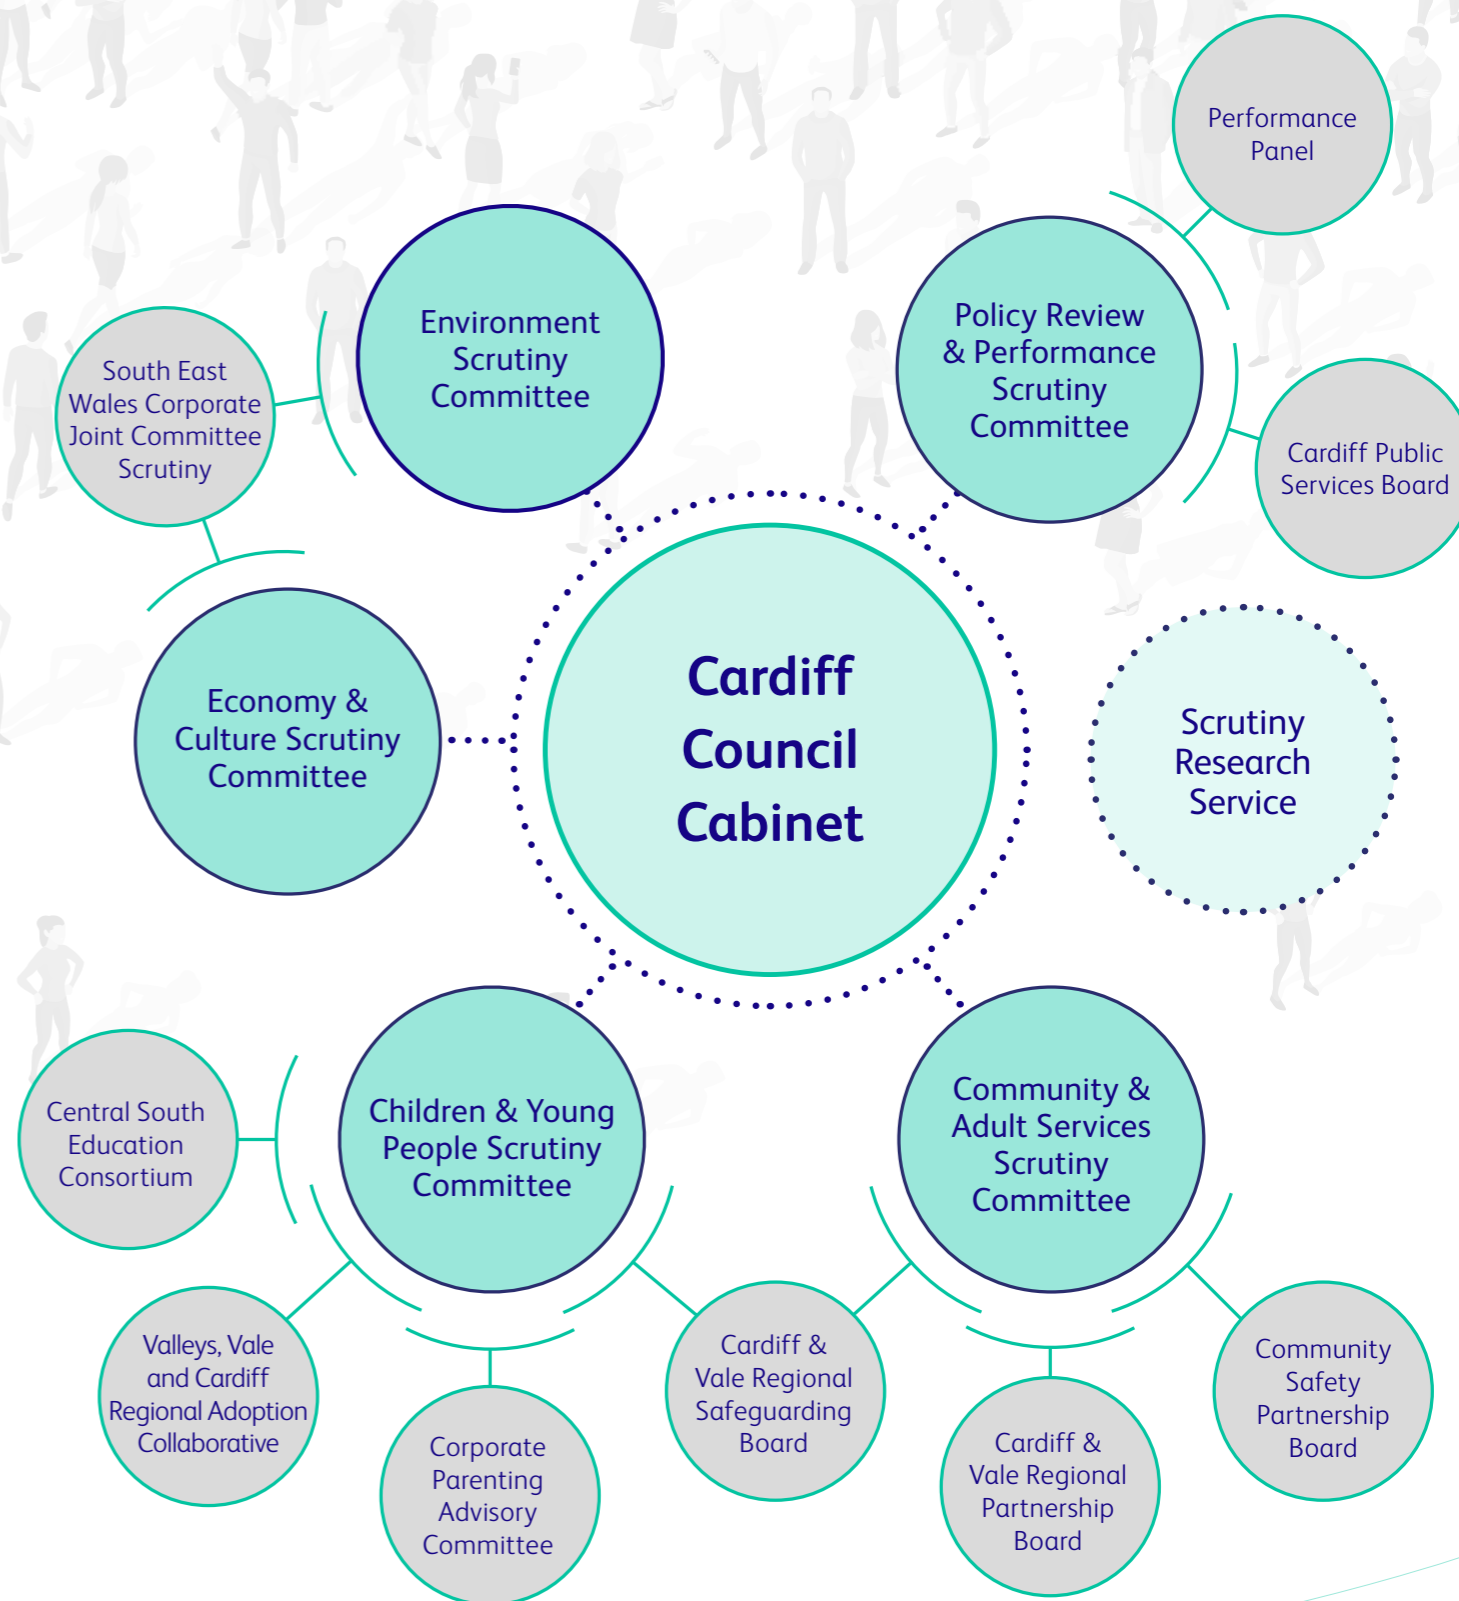 Performance
Panel
Environment
Scrutiny
Committee
Policy Review
& Performance
Scrutiny
Committee
South East
Wales Corporate
Joint Committee
Scrutiny
Cardiff Public
Services Board
Cardiff
Council
Cabinet
Economy &
Culture Scrutiny
Committee
Scrutiny
Research
Service
Children & Young
People Scrutiny
Committee
Community &
Adult Services
Scrutiny
Committee
Central South
Education
Consortium
Valleys, Vale
and Cardiff
Regional Adoption
Collaborative
Corporate
Parenting
Advisory
Committee
Cardiff &
Vale Regional
Safeguarding
Board
Cardiff &
Vale Regional
Partnership
Board
Community
Safety
Partnership
Board